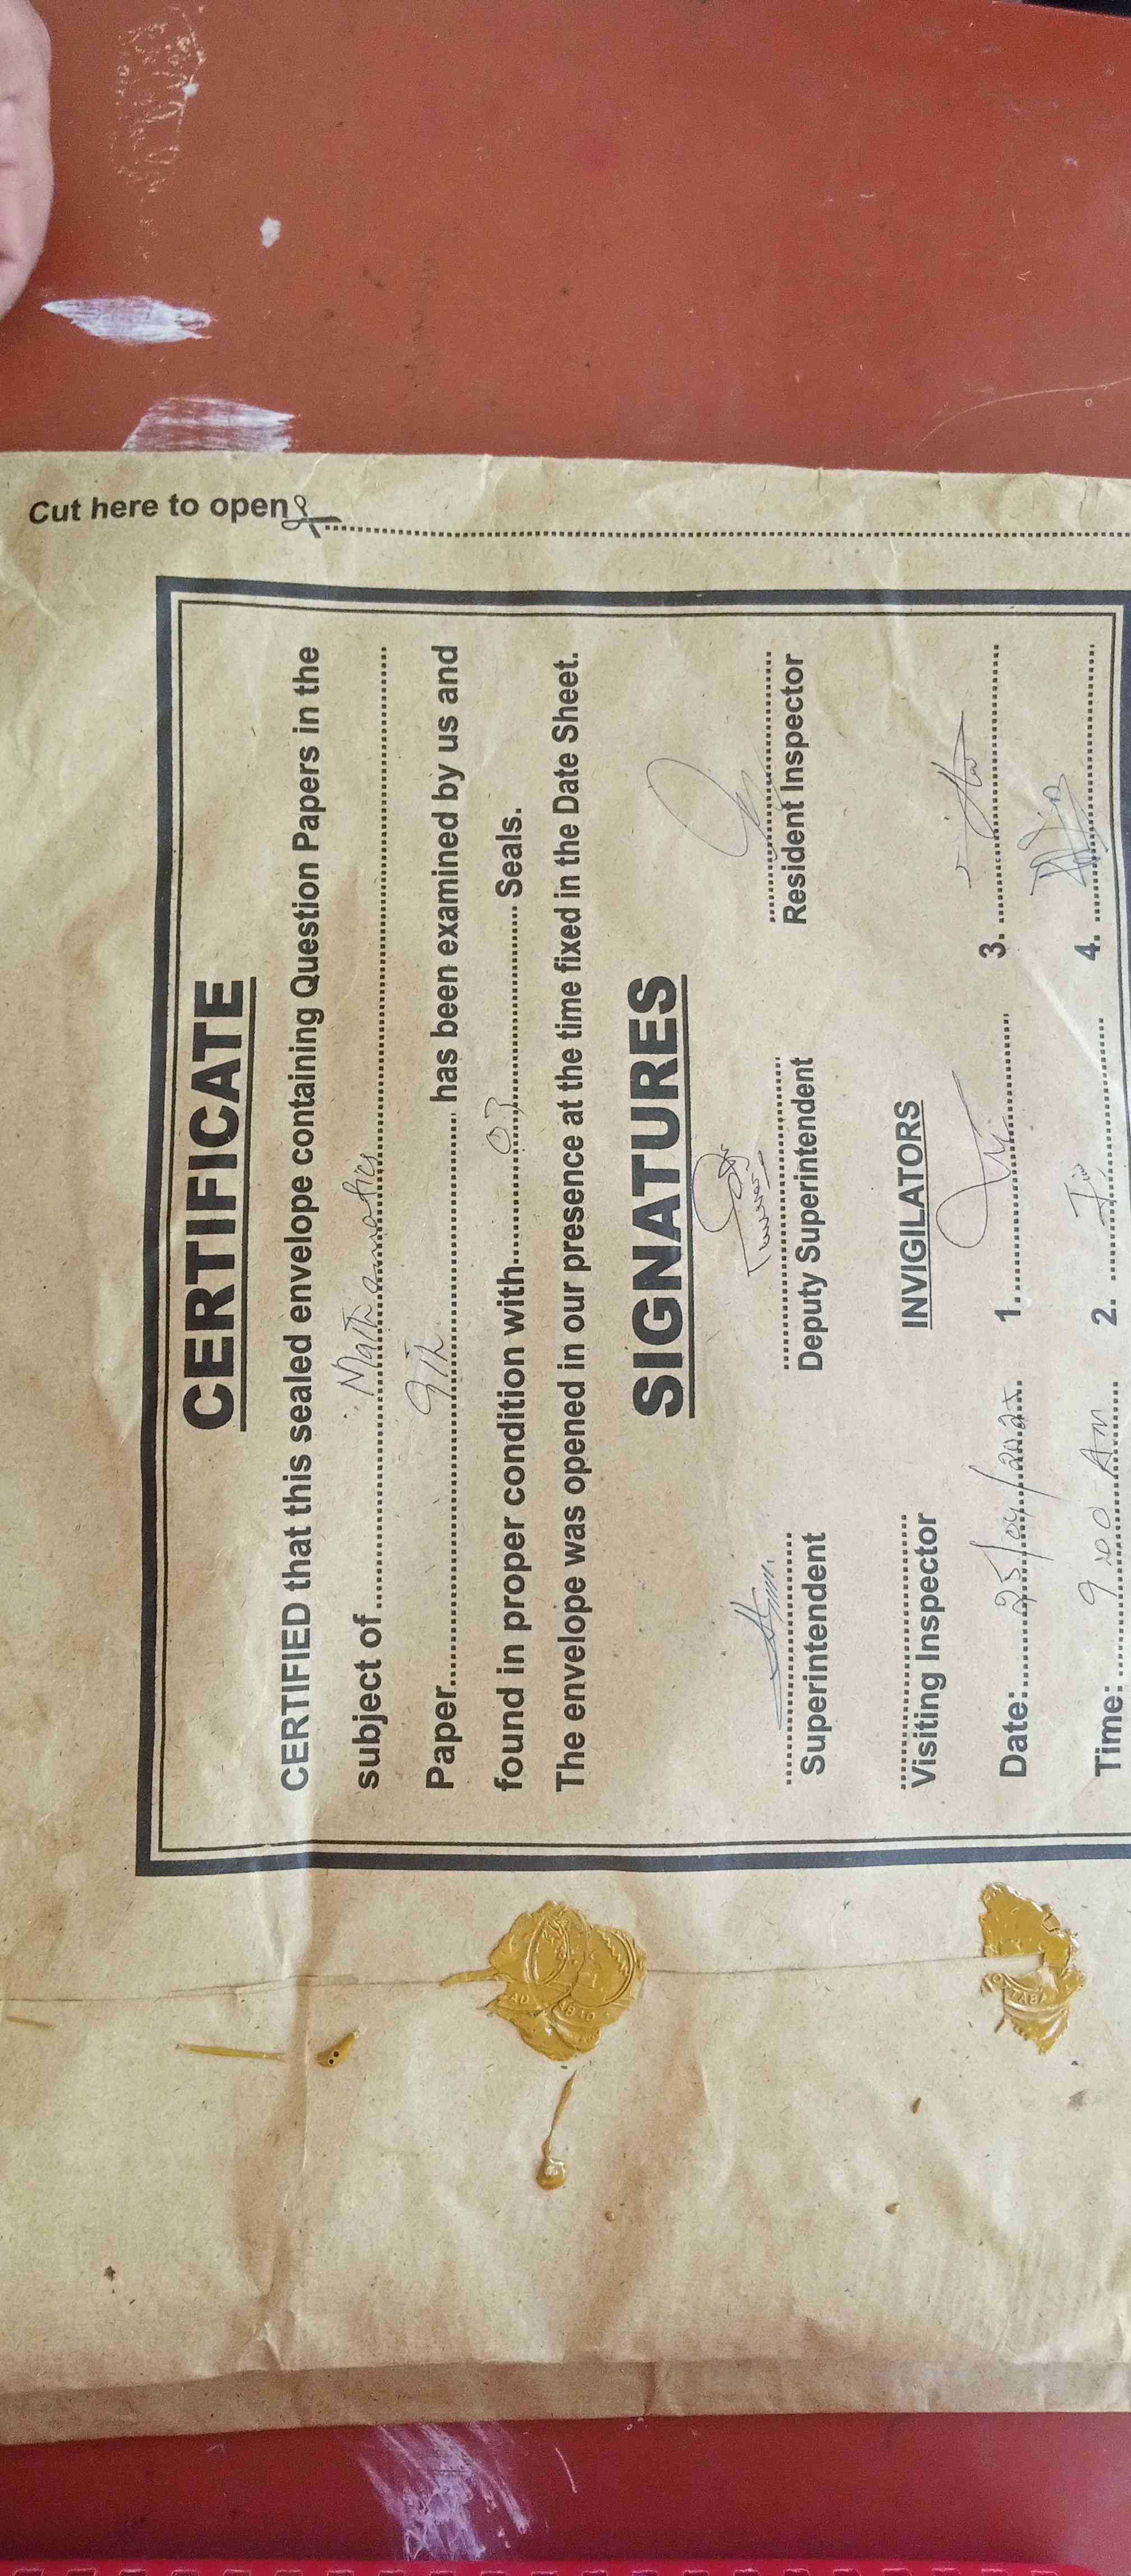 Cut here to open
CERTIFICATE
CERTIFIED that this sealed envelope containing Question Papers in the
subject of Mathematics
Paper 9th has been examined by us and
found in proper condition with 03 Seals.
The envelope was opened in our presence at the time fixed in the Date Sheet.
SIGNATURES
Superintendent Deputy Superintendent Resident Inspector
Visiting Inspector INVIGILATORS
Date: 25/04/2025 1. 3.
Time: 9:00 Am 2. 4.